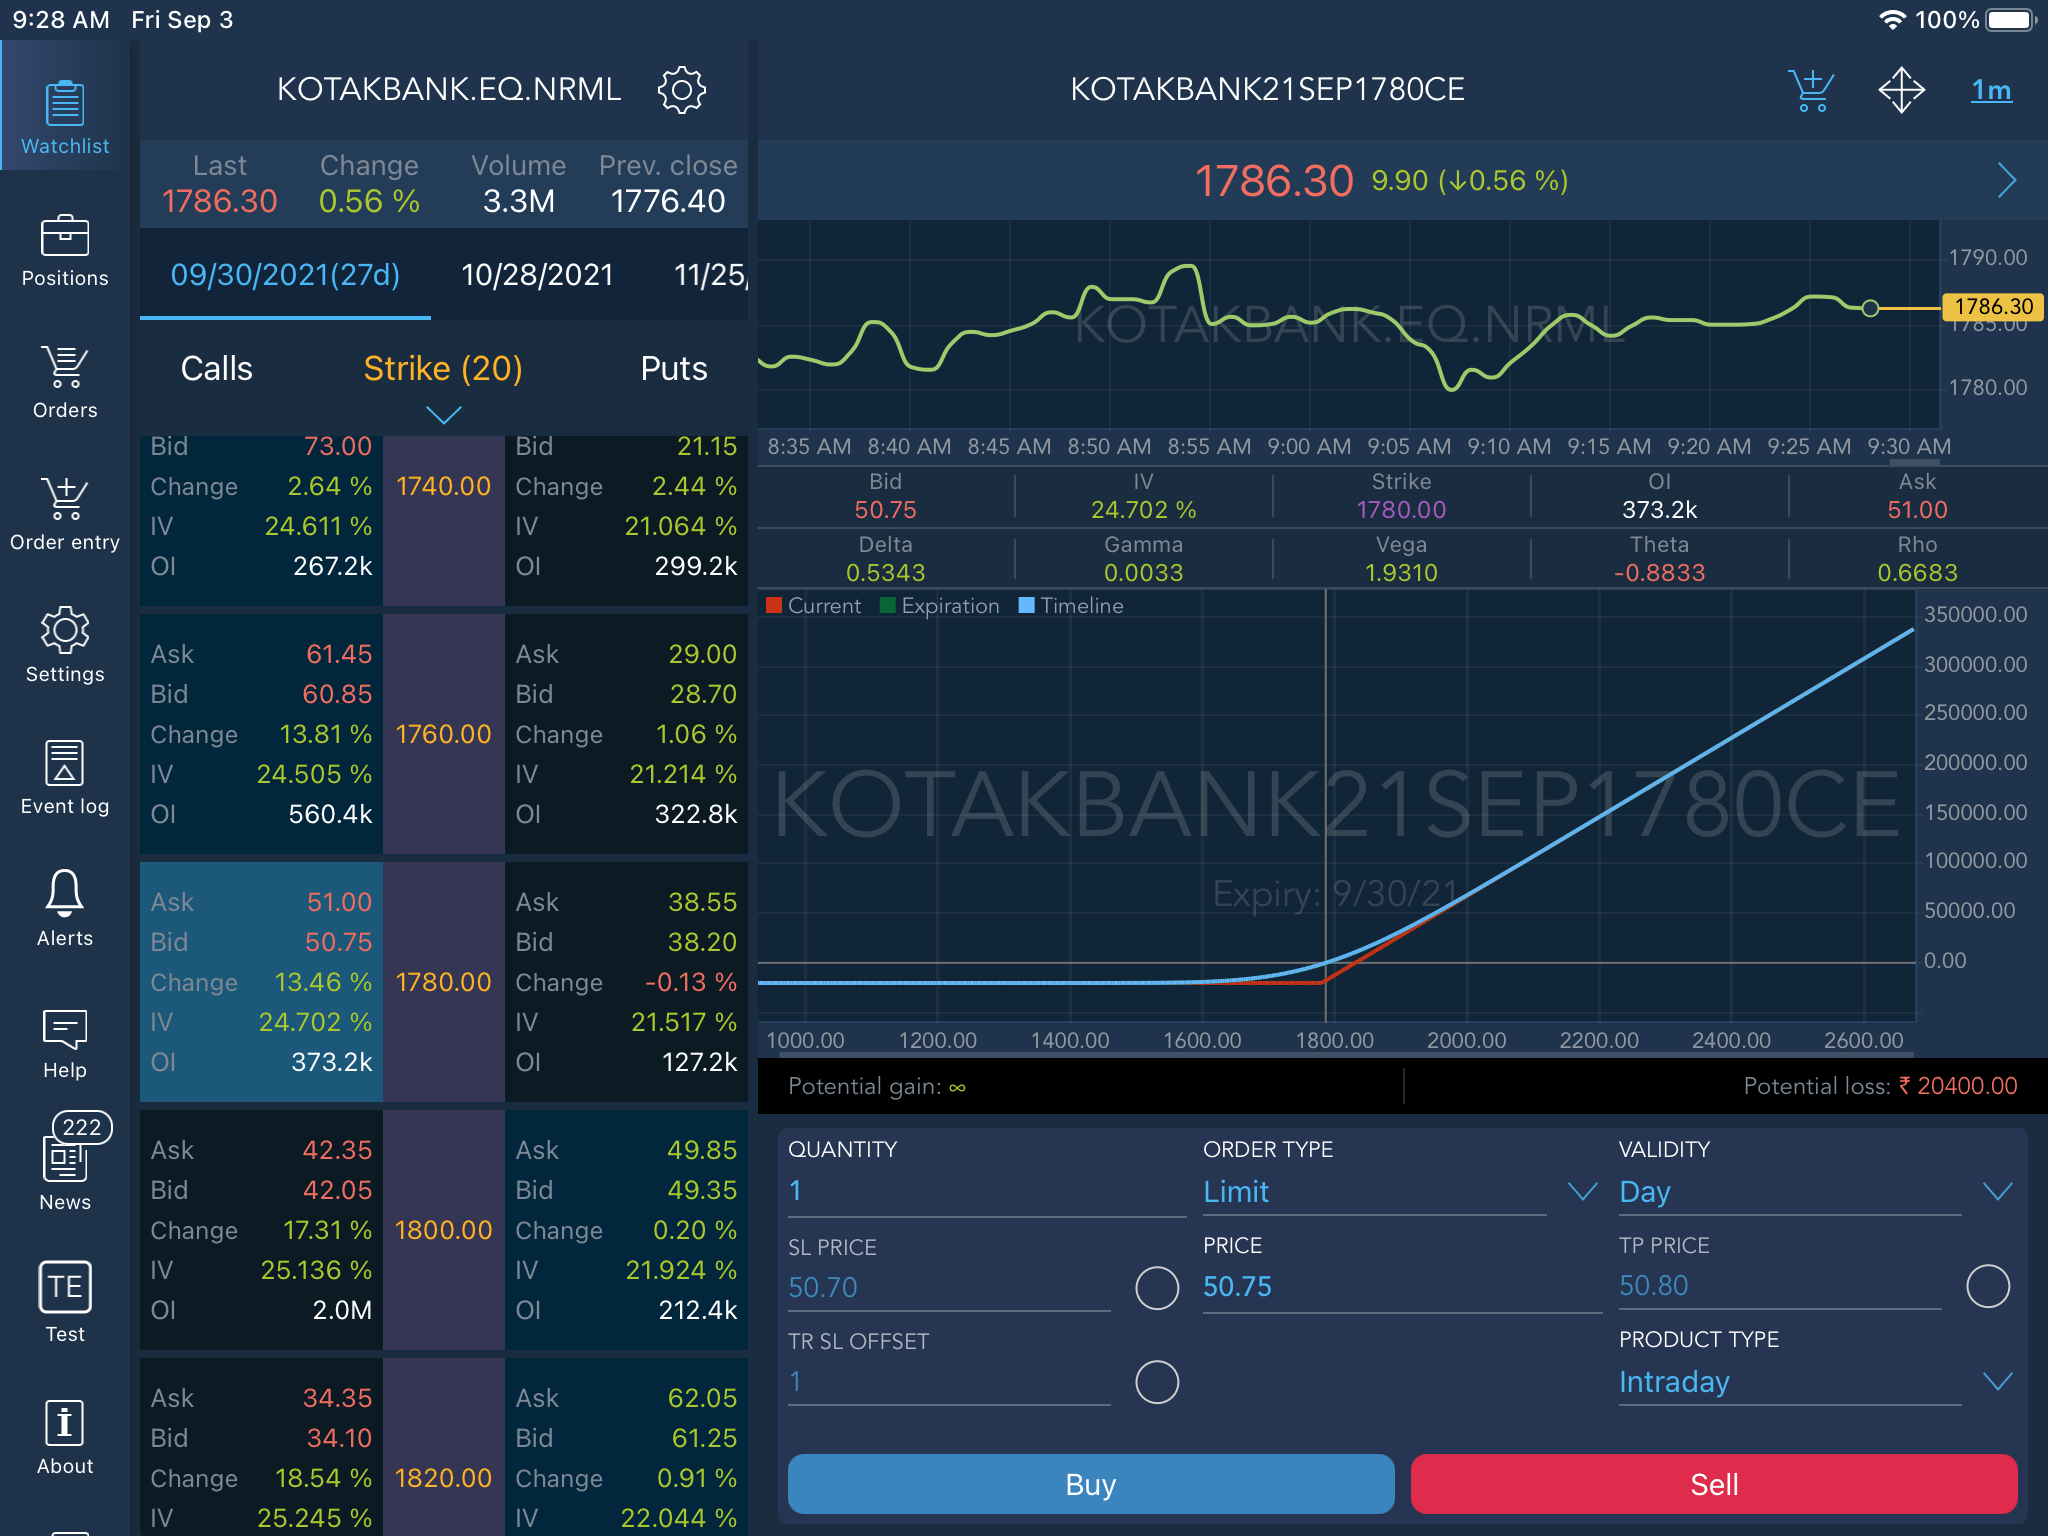 9:28 AM Fri Sep 3 100%
Watchlist
Positions
Orders
Order entry
Settings
Event log
Alerts
Help
222
News
TE
Test
About
KOTAKBANK.EQ.NRML
Last Change Volume Prev. close
1786.30 0.56 % 3.3M 1776.40
09/30/2021(27d) 10/28/2021 11/25/
Calls Strike (20) Puts
Bid 73.00 Bid 21.15
Change 2.64 % 1740.00 Change 2.44 %
IV 24.611 % IV 21.064 %
OI 267.2k OI 299.2k
Ask 61.45 Ask 29.00
Bid 60.85 Bid 28.70
Change 13.81 % 1760.00 Change 1.06 %
IV 24.505 % IV 21.214 %
OI 560.4k OI 322.8k
Ask 51.00 Ask 38.55
Bid 50.75 Bid 38.20
Change 13.46 % 1780.00 Change -0.13 %
IV 24.702 % IV 21.517 %
OI 373.2k OI 127.2k
Ask 42.35 Ask 49.85
Bid 42.05 Bid 49.35
Change 17.31 % 1800.00 Change 0.20 %
IV 25.136 % IV 21.924 %
OI 2.0M OI 212.4k
Ask 34.35 Ask 62.05
Bid 34.10 Bid 61.25
Change 18.54 % 1820.00 Change 0.91 %
IV 25.245 % IV 22.044 %
KOTAKBANK21SEP1780CE 1m
1786.30 9.90 (↓0.56 %)
KOTAKBANK.EQ.NRML
1790.00
1786.30
1785.00
1780.00
8:35 AM 8:40 AM 8:45 AM 8:50 AM 8:55 AM 9:00 AM 9:05 AM 9:10 AM 9:15 AM 9:20 AM 9:25 AM 9:30 AM
Bid IV Strike OI Ask
50.75 24.702 % 1780.00 373.2k 51.00
Delta Gamma Vega Theta Rho
0.5343 0.0033 1.9310 -0.8833 0.6683
Current Expiration Timeline
350000.00
300000.00
250000.00
200000.00
150000.00
100000.00
50000.00
0.00
KOTAKBANK21SEP1780CE
Expiry: 9/30/21
1000.00 1200.00 1400.00 1600.00 1800.00 2000.00 2200.00 2400.00 2600.00
Potential gain: ∞ Potential loss: ₹ 20400.00
QUANTITY ORDER TYPE VALIDITY
1 Limit Day
SL PRICE PRICE TP PRICE
50.70 50.75 50.80
TR SL OFFSET PRODUCT TYPE
1 Intraday
Buy Sell